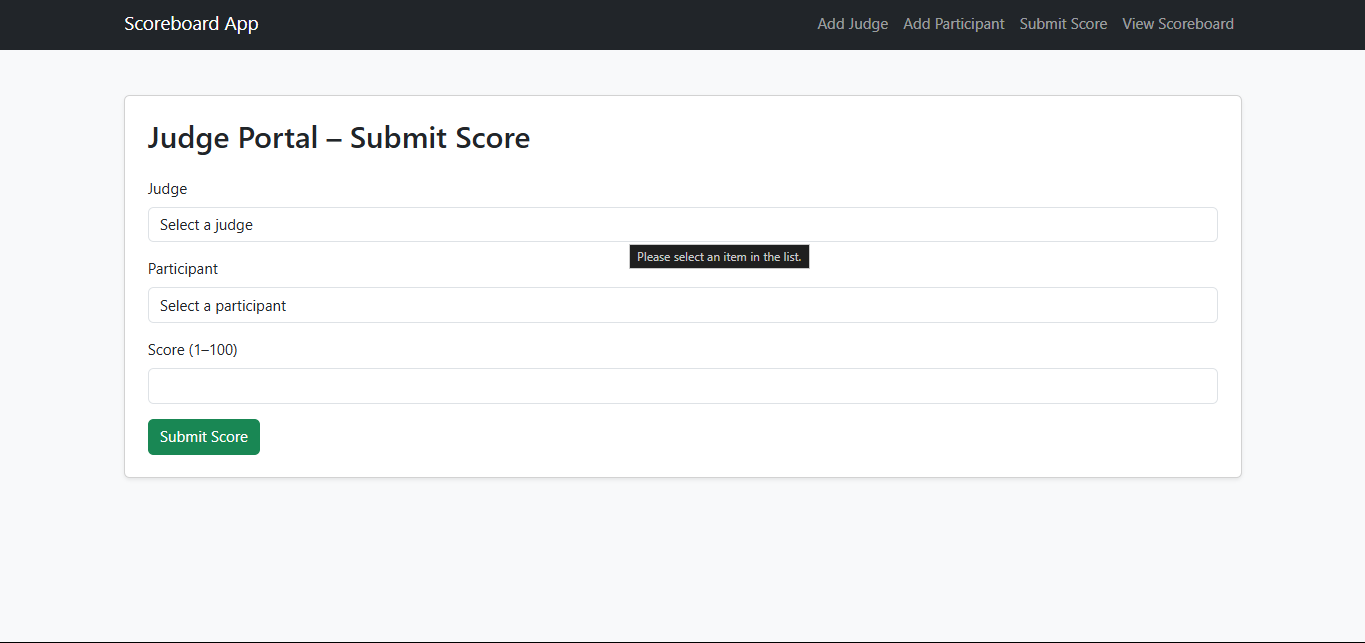 Scoreboard App
Add Judge Add Participant Submit Score View Scoreboard
Judge Portal – Submit Score
Judge
Select a judge
Please select an item in the list.
Participant
Select a participant
Score (1–100)
Submit Score